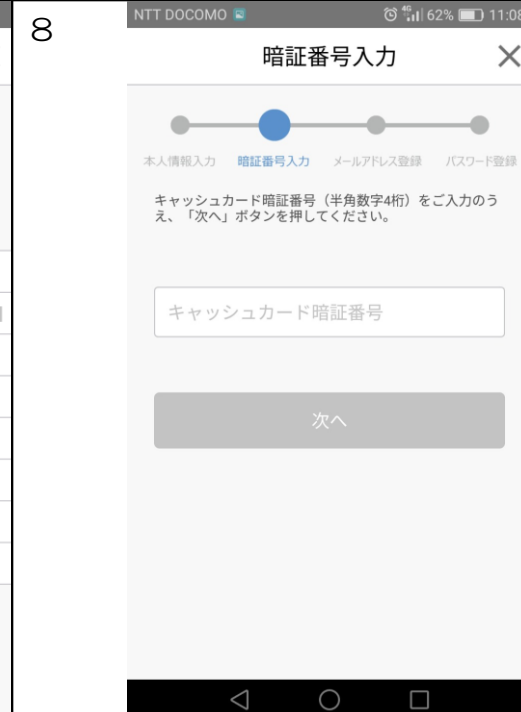 8
NTT DOCOMO 4G 62% 11:08
暗証番号入力
本人情報入力 暗証番号入力 メールアドレス登録 パスワード登録
キャッシュカード暗証番号（半角数字4桁）をご入力のう
え、「次へ」ボタンを押してください。
キャッシュカード暗証番号
次へ